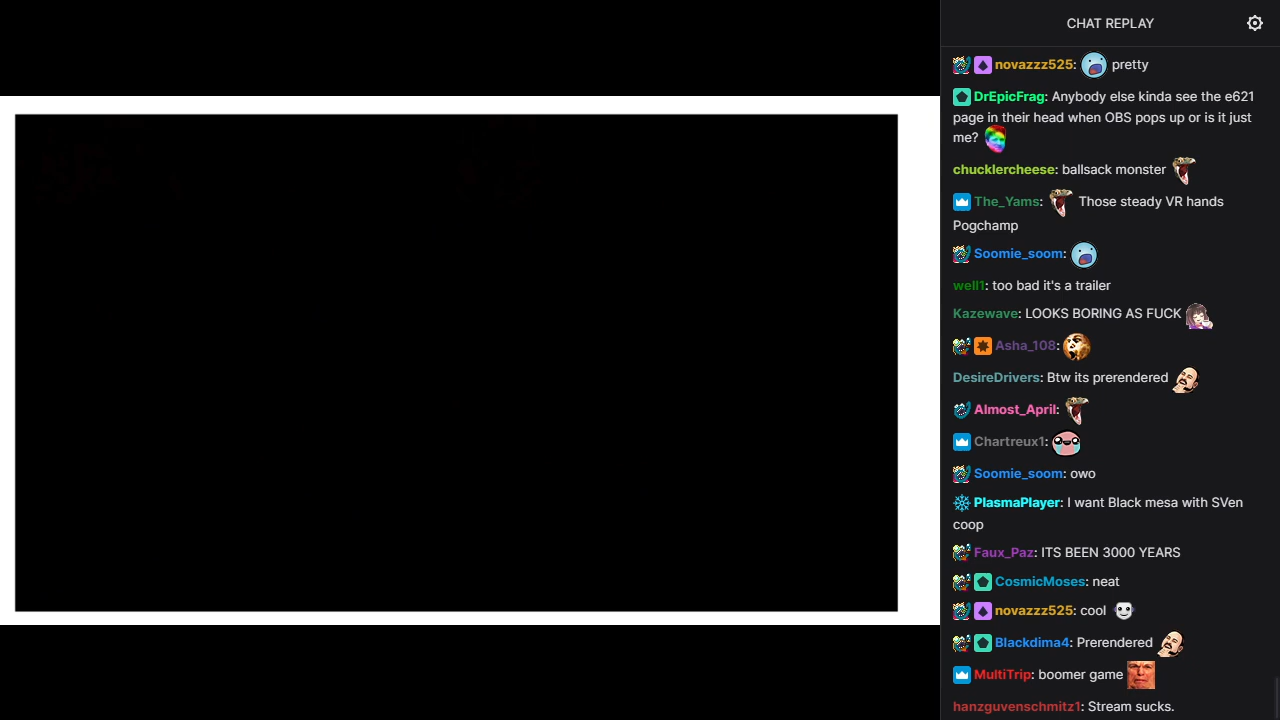 CHAT REPLAY
novazzz525: pretty
DrEpicFrag: Anybody else kinda see the e621
page in their head when OBS pops up or is it just
me?
chucklercheese: ballsack monster
The_Yams: Those steady VR hands
Pogchamp
Soomie_soom:
well1: too bad it's a trailer
Kazewave: LOOKS BORING AS FUCK
Asha_108:
DesireDrivers: Btw its prerendered
Almost_April:
Chartreux1:
Soomie_soom: owo
PlasmaPlayer: I want Black mesa with SVen
coop
Faux_Paz: ITS BEEN 3000 YEARS
CosmicMoses: neat
novazzz525: cool
Blackdima4: Prerendered
MultiTrip: boomer game
hanzguvenschmitz1: Stream sucks.